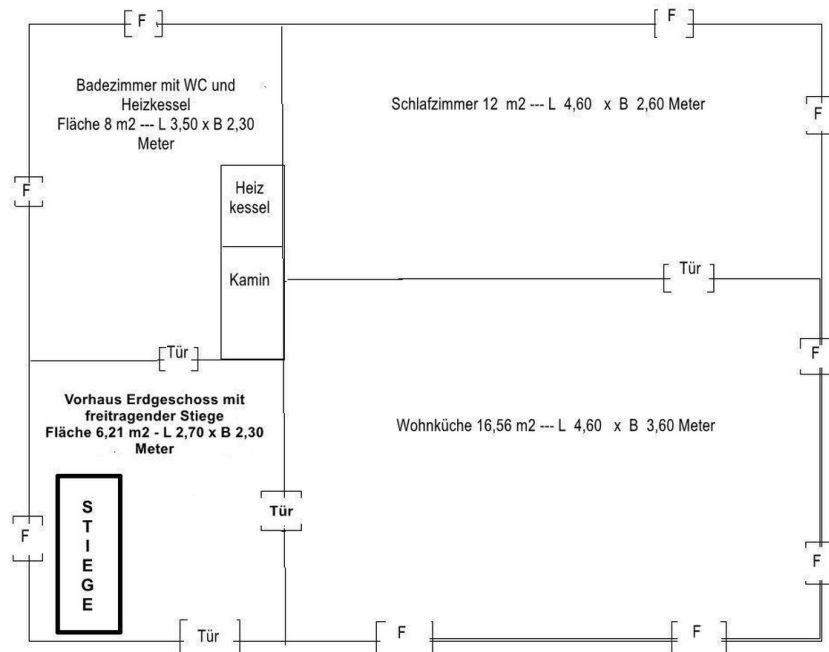 F
F
Badezimmer mit WC und
Heizkessel
Fläche 8 m2 --- L 3,50 x B 2,30
Meter
Schlafzimmer 12 m2 --- L 4,60 x B 2,60 Meter
F
F
Heiz
kessel
Kamin
Tür
Tür
F
Vorhaus Erdgeschoss mit
freitragender Stiege
Fläche 6,21 m2 - L 2,70 x B 2,30
Meter
Wohnküche 16,56 m2 --- L 4,60 x B 3,60 Meter
STIEGE
F
Tür
F
Tür
F
F